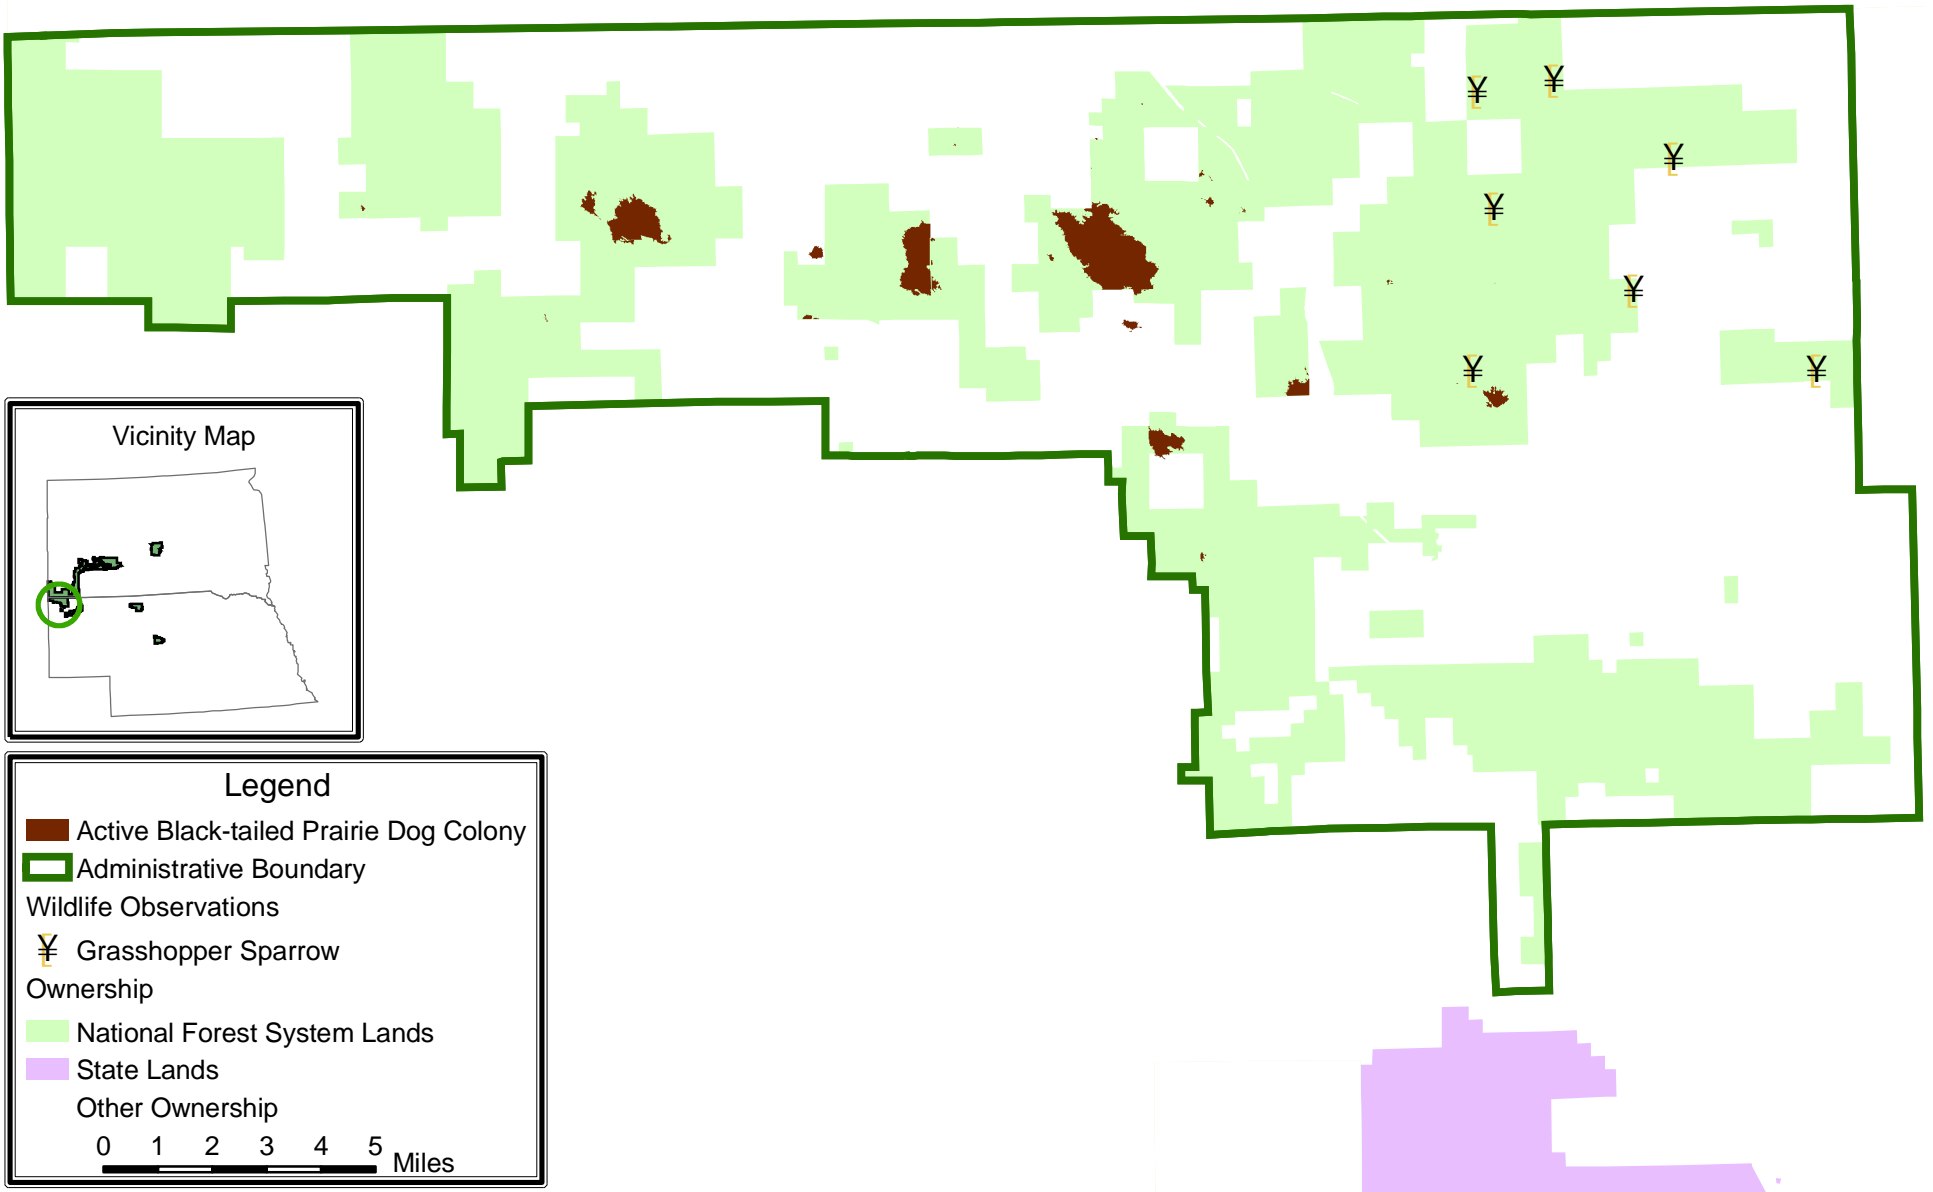 Vicinity Map
Legend
Active Black-tailed Prairie Dog Colony
Administrative Boundary
Wildlife Observations
Grasshopper Sparrow
Ownership
National Forest System Lands
State Lands
Other Ownership
0 1 2 3 4 5
Miles